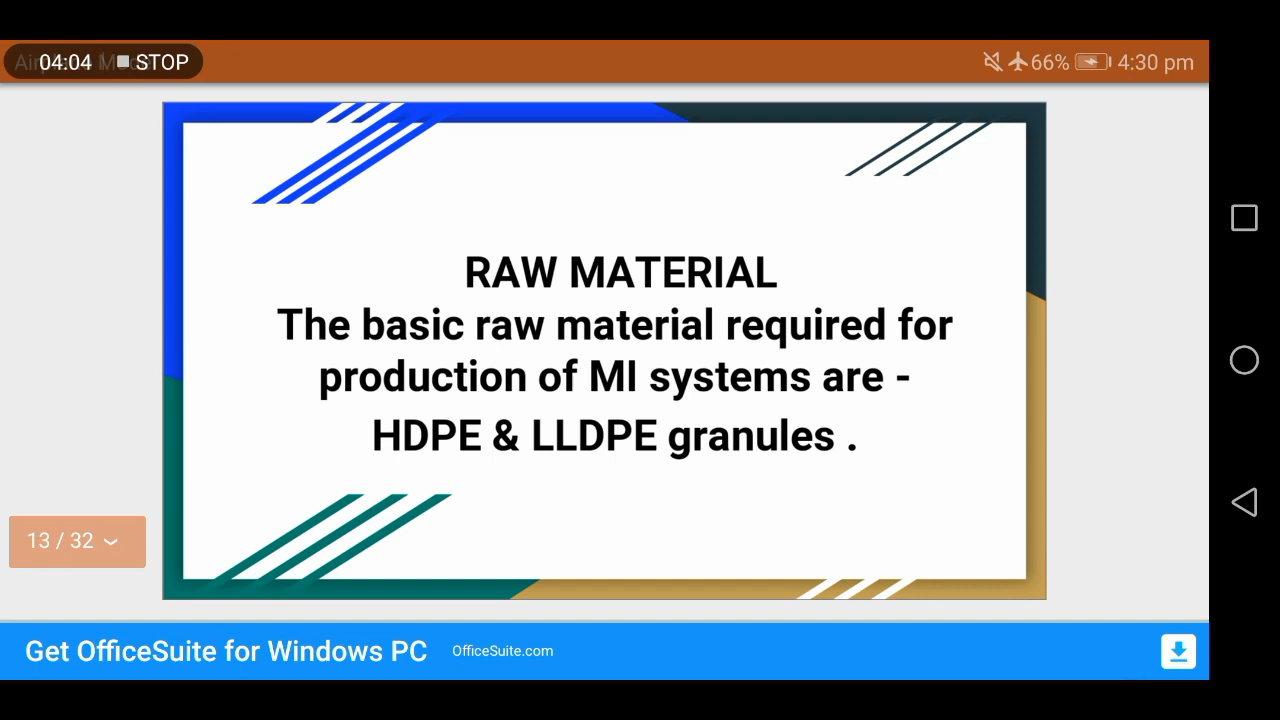 04:04 STOP 66% 4:30 pm
RAW MATERIAL
The basic raw material required for
production of MI systems are -
HDPE & LLDPE granules .
13 / 32
Get OfficeSuite for Windows PC OfficeSuite.com